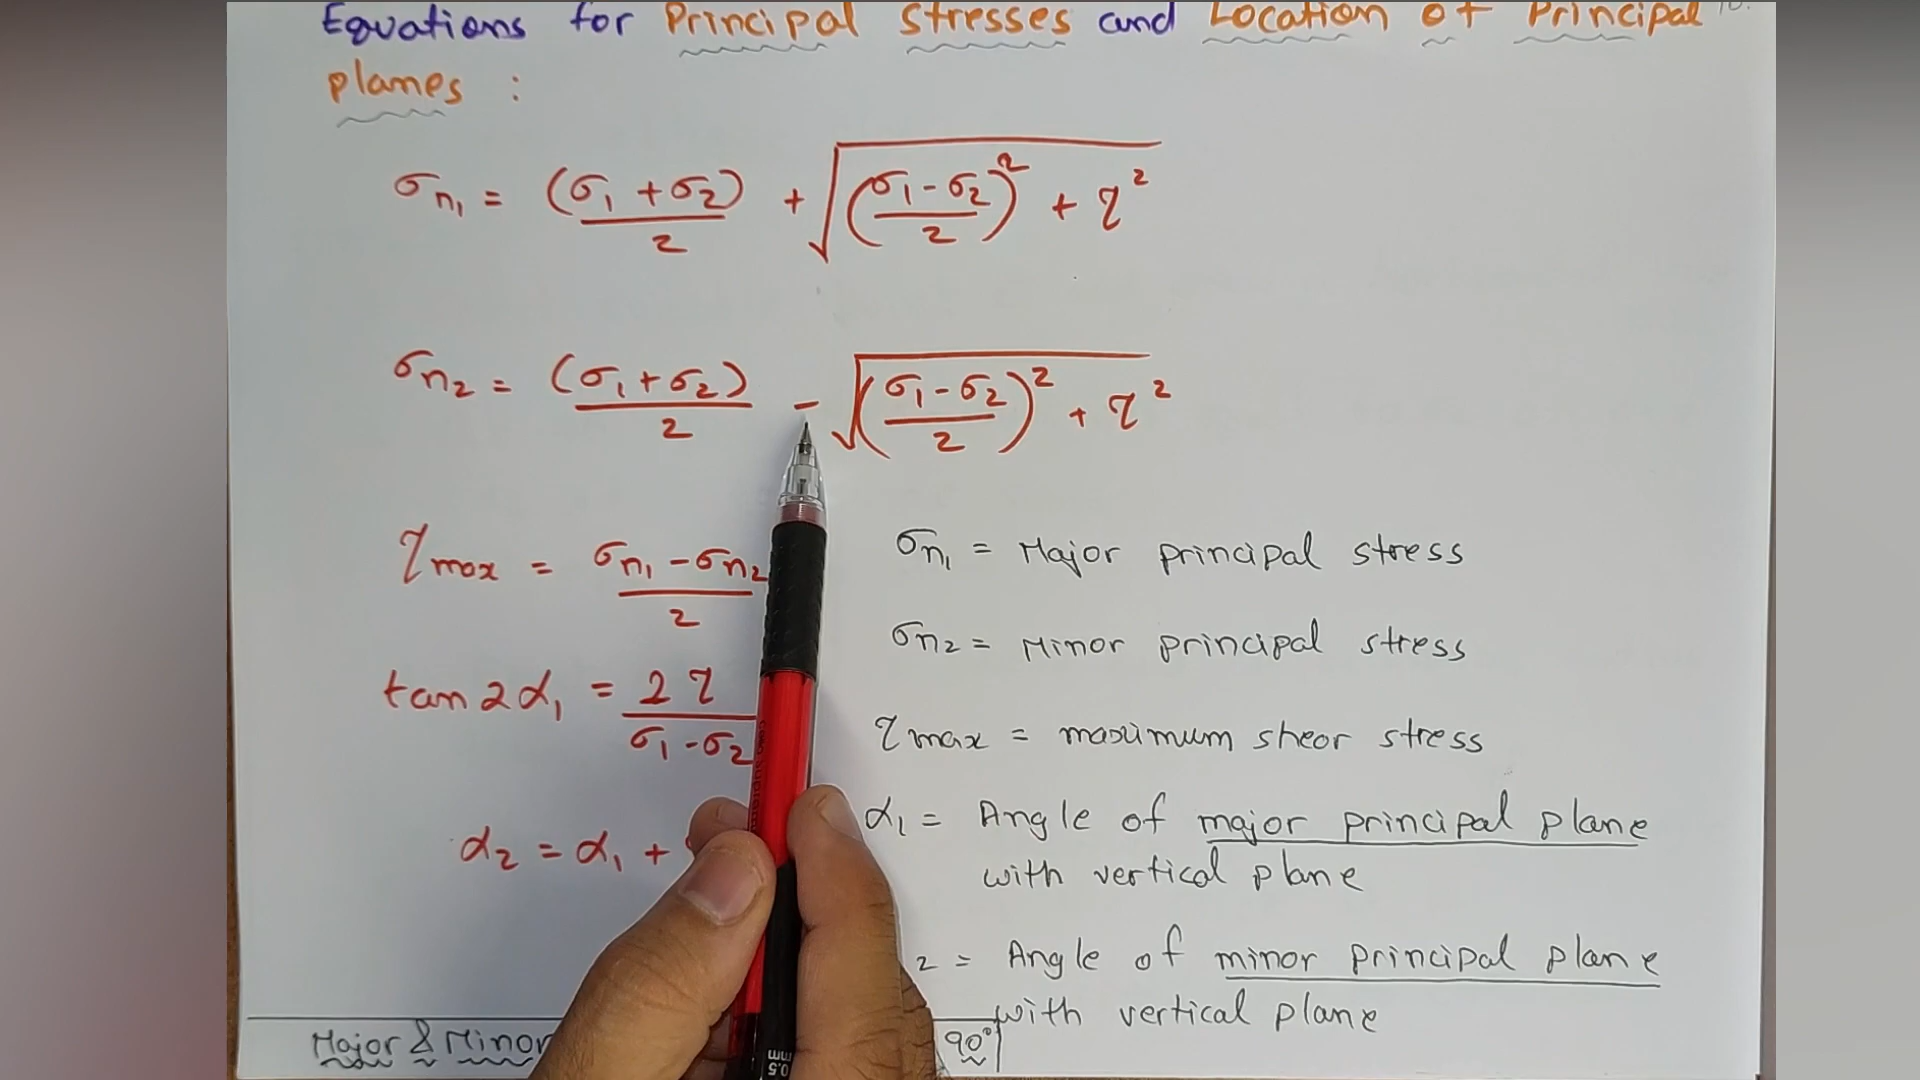 Equations for Principal Stresses and Location of Principal
planes :
σn₁ = (σ₁ + σ₂)/2 + √((σ₁ - σ₂)/2)² + τ²
σn₂ = (σ₁ + σ₂)/2 - √((σ₁ - σ₂)/2)² + τ²
τmax = (σn₁ - σn₂)/2
tan 2α₁ = 2τ/(σ₁ - σ₂)
α₂ = α₁ +
σn₁ = Major principal stress
σn₂ = Minor principal stress
τmax = maximum shear stress
α₁ = Angle of major principal plane
with vertical plane
2 = Angle of minor principal plane
with vertical plane
Major & Minor
90°
0.5
mm